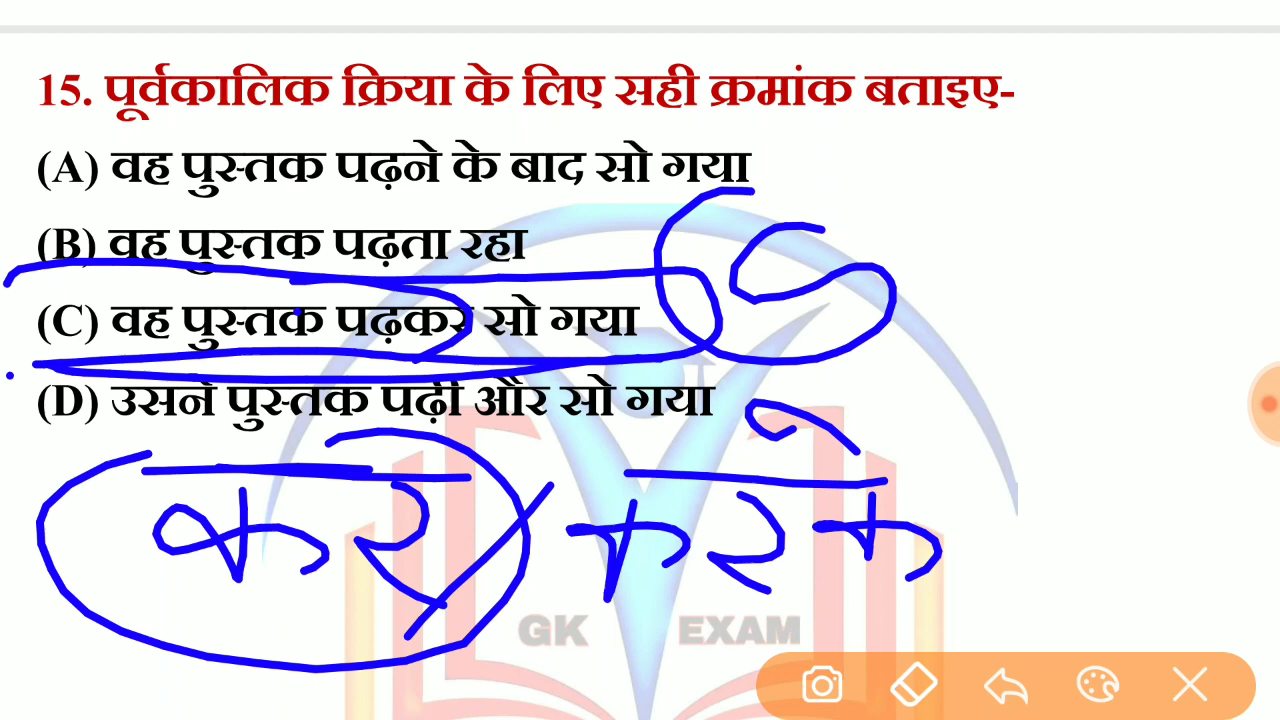 15. पूर्वकालिक क्रिया के लिए सही क्रमांक बताइए-
(A) वह पुस्तक पढ़ने के बाद सो गया
(B) वह पुस्तक पढ़ता रहा
(C) वह पुस्तक पढ़कर सो गया
(D) उसने पुस्तक पढ़ी और सो गया
कर / करके
GK EXAM